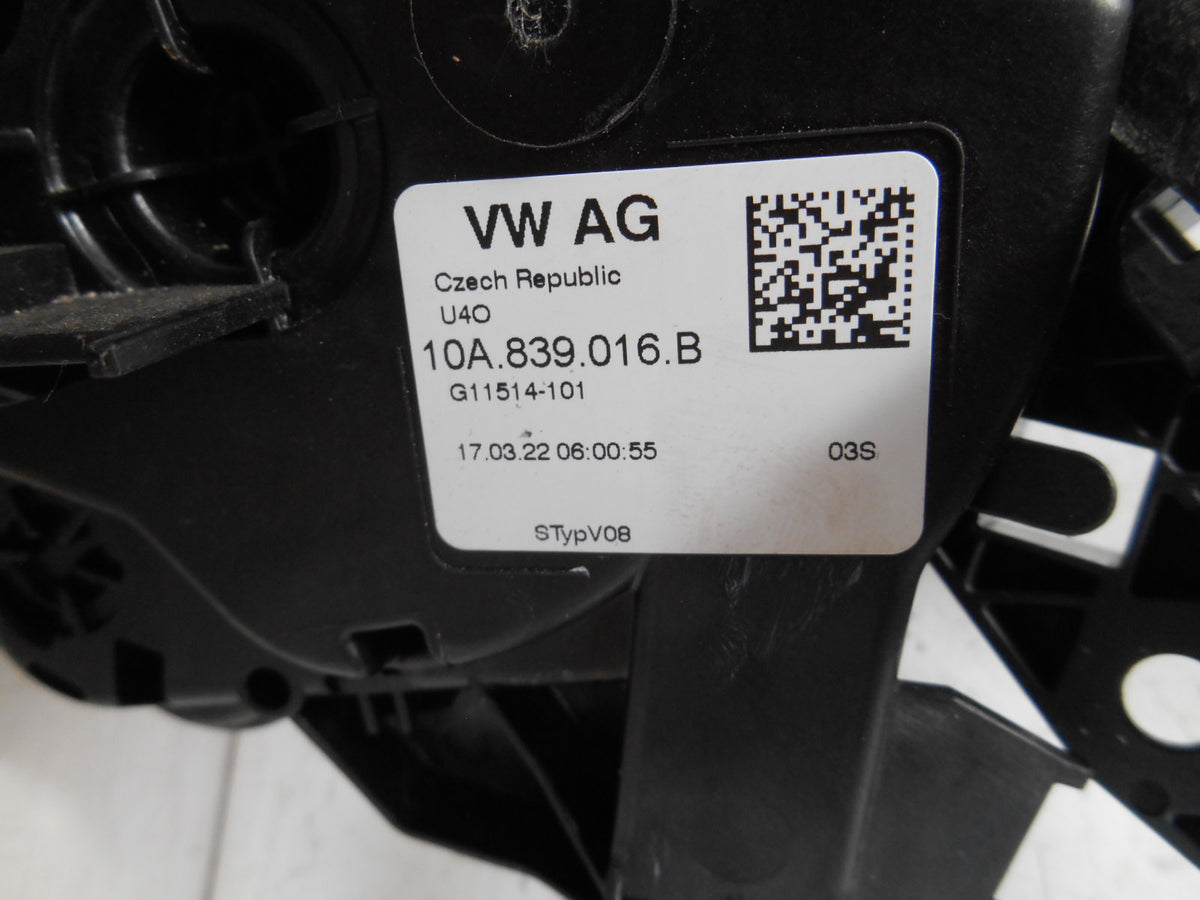 VW AG
Czech Republic
U4O
10A.839.016.B
G11514-101
17.03.22 06:00:55 03S
STypV08